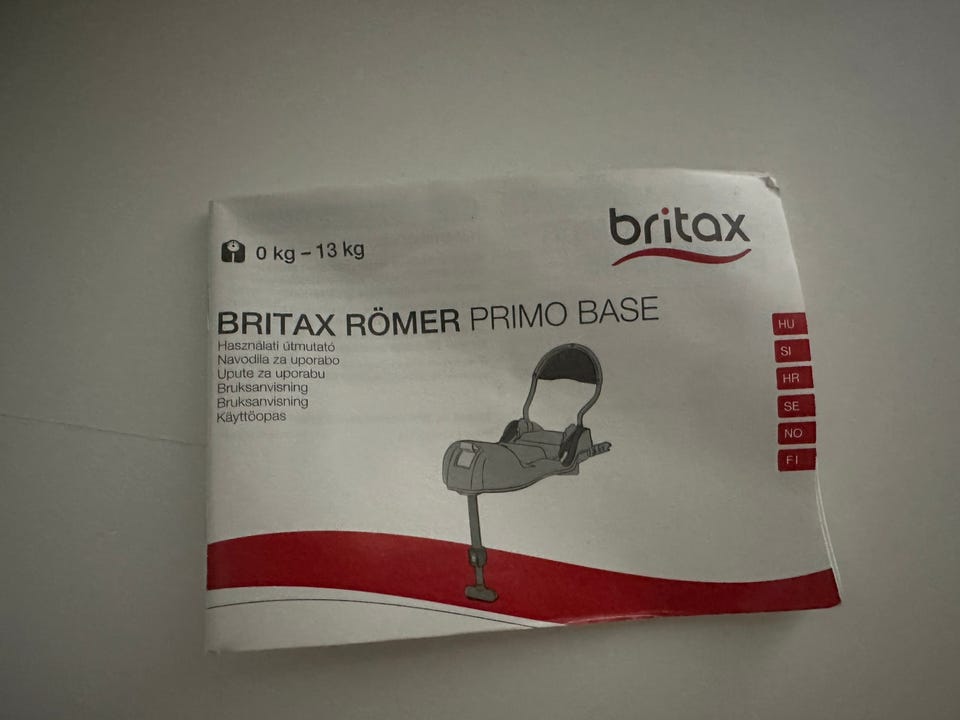 0 kg – 13 kg
britax
BRITAX RÖMER PRIMO BASE
Használati útmutató
Navodila za uporabo
Upute za uporabu
Bruksanvisning
Bruksanvisning
Käyttöopas
HU
SI
HR
SE
NO
FI